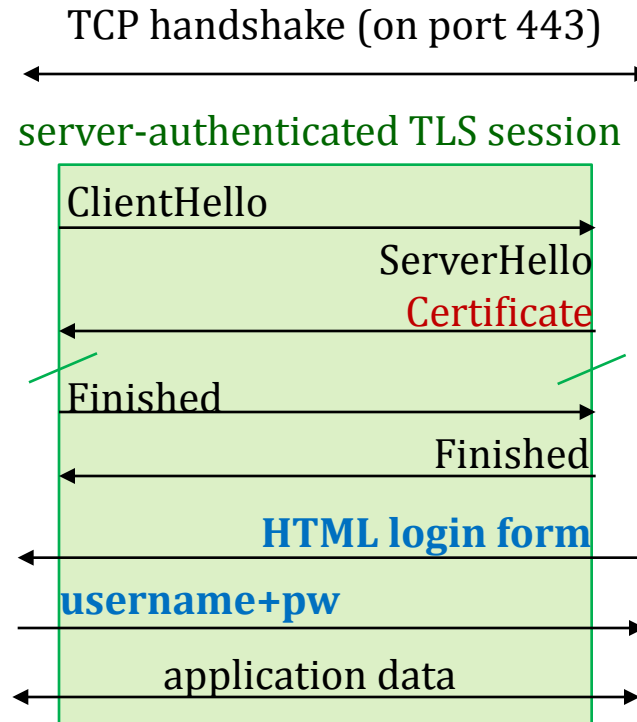 TCP handshake (on port 443)
server-authenticated TLS session
ClientHello
ServerHello
Certificate
Finished
Finished
HTML login form
username+pw
application data